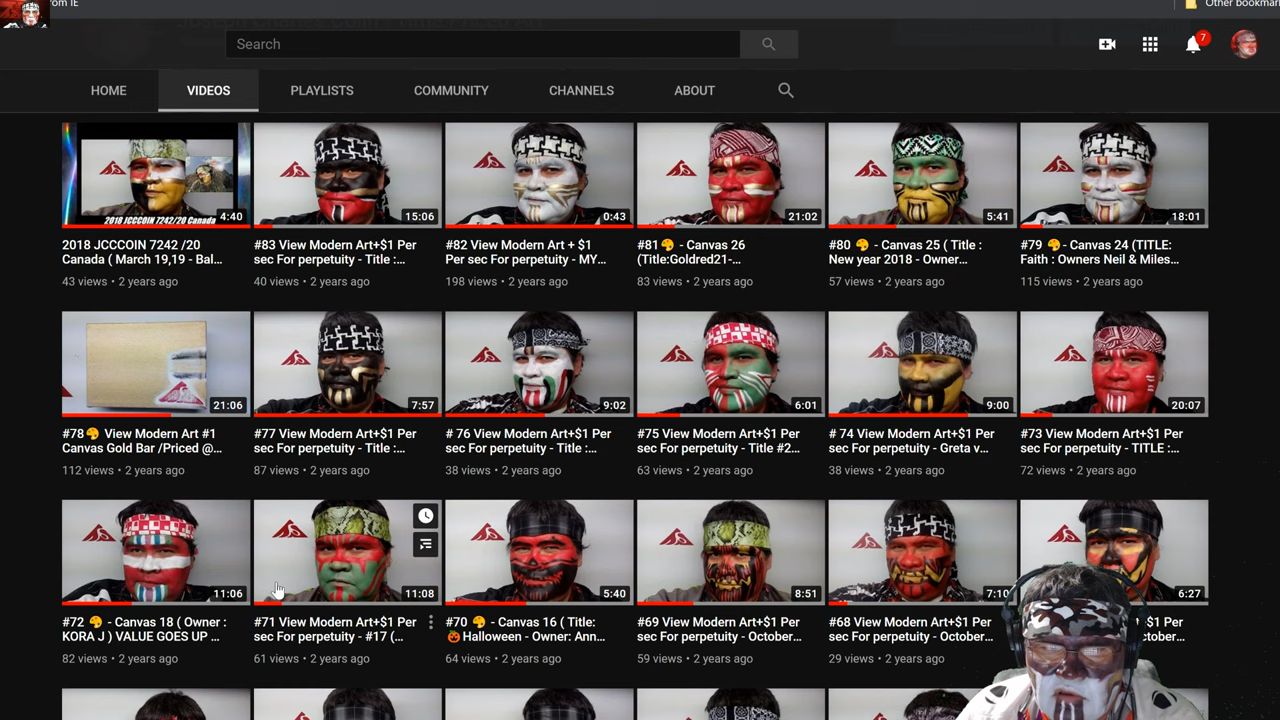 om IE
Other bookmar
Search
7
HOME
VIDEOS
PLAYLISTS
COMMUNITY
CHANNELS
ABOUT
2018 JCCCOIN 7242/20 Canada
4:40
15:06
0:43
21:02
5:41
18:01
2018 JCCCOIN 7242 /20
Canada ( March 19,19 - Bal...
43 views • 2 years ago
#83 View Modern Art+$1 Per
sec For perpetuity - Title :...
40 views • 2 years ago
#82 View Modern Art + $1
Per sec For perpetuity - MY...
198 views • 2 years ago
#81 - Canvas 26
(Title:Goldred21-...
83 views • 2 years ago
#80 - Canvas 25 ( Title :
New year 2018 - Owner...
57 views • 2 years ago
#79 - Canvas 24 (TITLE:
Faith : Owners Neil & Miles...
115 views • 2 years ago
21:06
7:57
9:02
6:01
9:00
20:07
#78 View Modern Art #1
Canvas Gold Bar /Priced @...
112 views • 2 years ago
#77 View Modern Art+$1 Per
sec For perpetuity - Title :...
87 views • 2 years ago
# 76 View Modern Art+$1 Per
sec For perpetuity - Title :...
38 views • 2 years ago
#75 View Modern Art+$1 Per
sec For perpetuity - Title #2...
63 views • 2 years ago
# 74 View Modern Art+$1 Per
sec For perpetuity - Greta v...
38 views • 2 years ago
#73 View Modern Art+$1 Per
sec For perpetuity - TITLE :...
72 views • 2 years ago
11:06
11:08
5:40
8:51
7:10
6:27
#72 - Canvas 18 ( Owner :
KORA J ) VALUE GOES UP ...
82 views • 2 years ago
#71 View Modern Art+$1 Per
sec For perpetuity - #17 (...
61 views • 2 years ago
#70 - Canvas 16 ( Title:
Halloween - Owner: Ann...
64 views • 2 years ago
#69 View Modern Art+$1 Per
sec For perpetuity - October...
59 views • 2 years ago
#68 View Modern Art+$1 Per
sec For perpetuity - October...
29 views • 2 years ago
$1 Per
ctober...